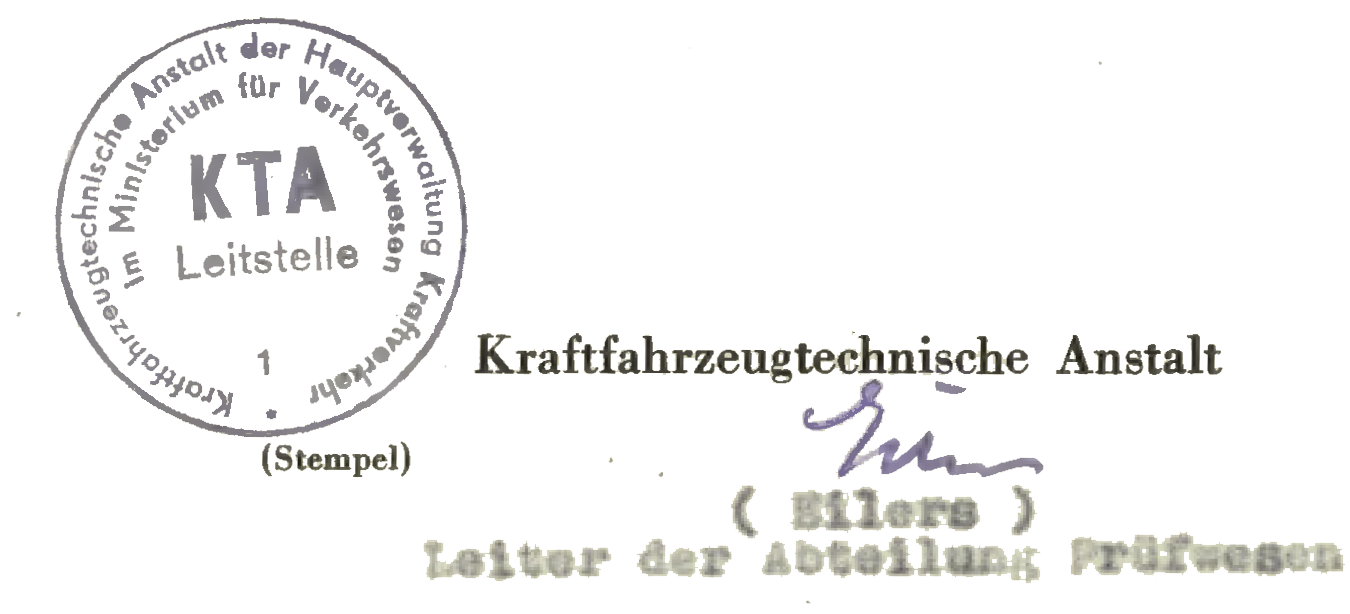 Kraftfahrzeugtechnische Anstalt der Hauptverwaltung Kraftverkehr *
Im Ministerium für Verkehrswesen
KTA
Leitstelle
1
Kraftfahrzeugtechnische Anstalt
(Stempel)
( Eilers )
Leiter der Abteilung Prüfwesen